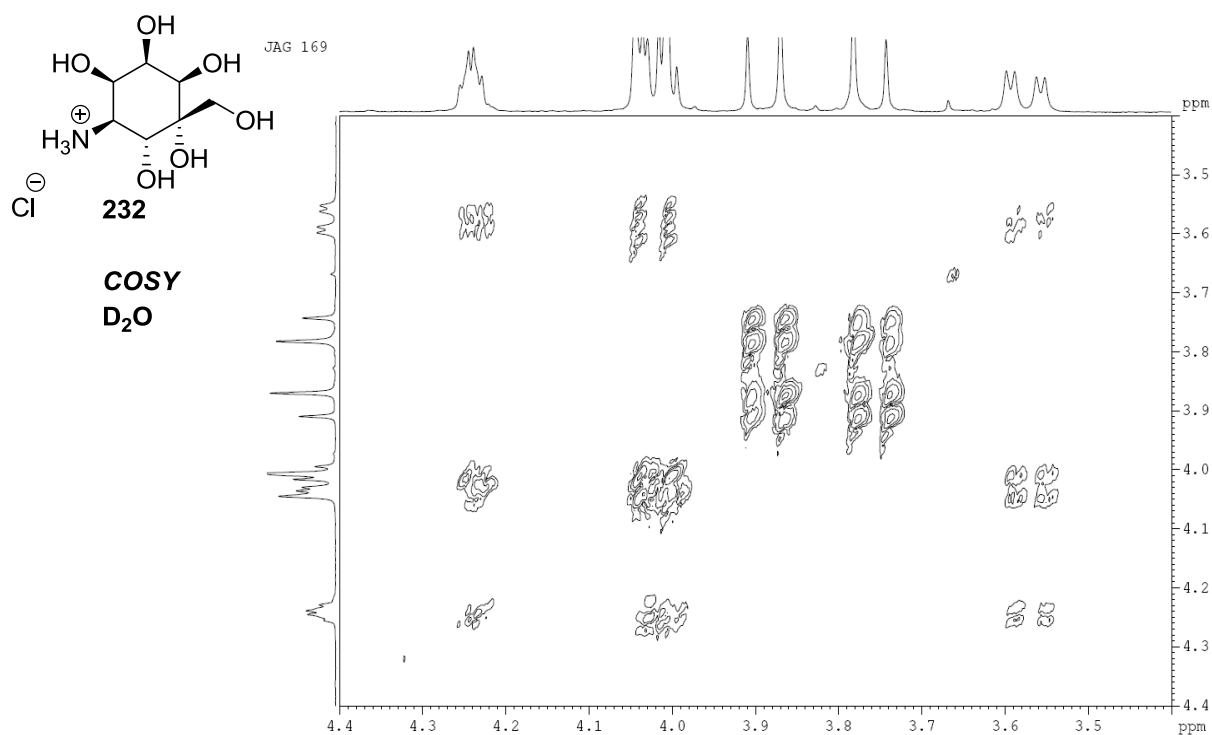 OH
JAG 169
HO
OH
⊕
H3N
OH
OH
OH
⊖
Cl
232
COSY
D2O
ppm
3.5
3.6
3.7
3.8
3.9
4.0
4.1
4.2
4.3
4.4
4.4 4.3 4.2 4.1 4.0 3.9 3.8 3.7 3.6 3.5 ppm